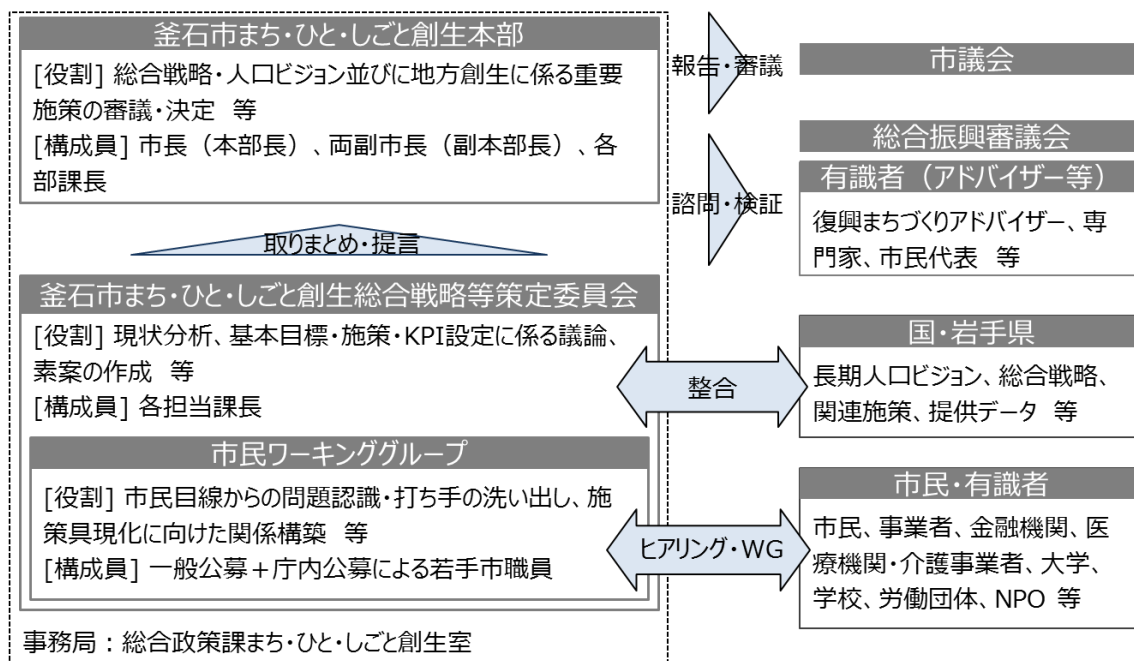 釜石市まち・ひと・しごと創生本部
[役割] 総合戦略・人口ビジョン並びに地方創生に係る重要
施策の審議・決定 等
[構成員] 市長（本部長）、両副市長（副本部長）、各
部課長
取りまとめ・提言
釜石市まち・ひと・しごと創生総合戦略等策定委員会
[役割] 現状分析、基本目標・施策・KPI設定に係る議論、
素案の作成 等
[構成員] 各担当課長
市民ワーキンググループ
[役割] 市民目線からの問題認識・打ち手の洗い出し、施
策具現化に向けた関係構築 等
[構成員] 一般公募＋庁内公募による若手市職員
事務局：総合政策課まち・ひと・しごと創生室
報告・審議
諮問・検証
整合
ヒアリング・WG
市議会
総合振興審議会
有識者（アドバイザー等）
復興まちづくりアドバイザー、専
門家、市民代表 等
国・岩手県
長期人口ビジョン、総合戦略、
関連施策、提供データ 等
市民・有識者
市民、事業者、金融機関、医
療機関・介護事業者、大学、
学校、労働団体、NPO 等